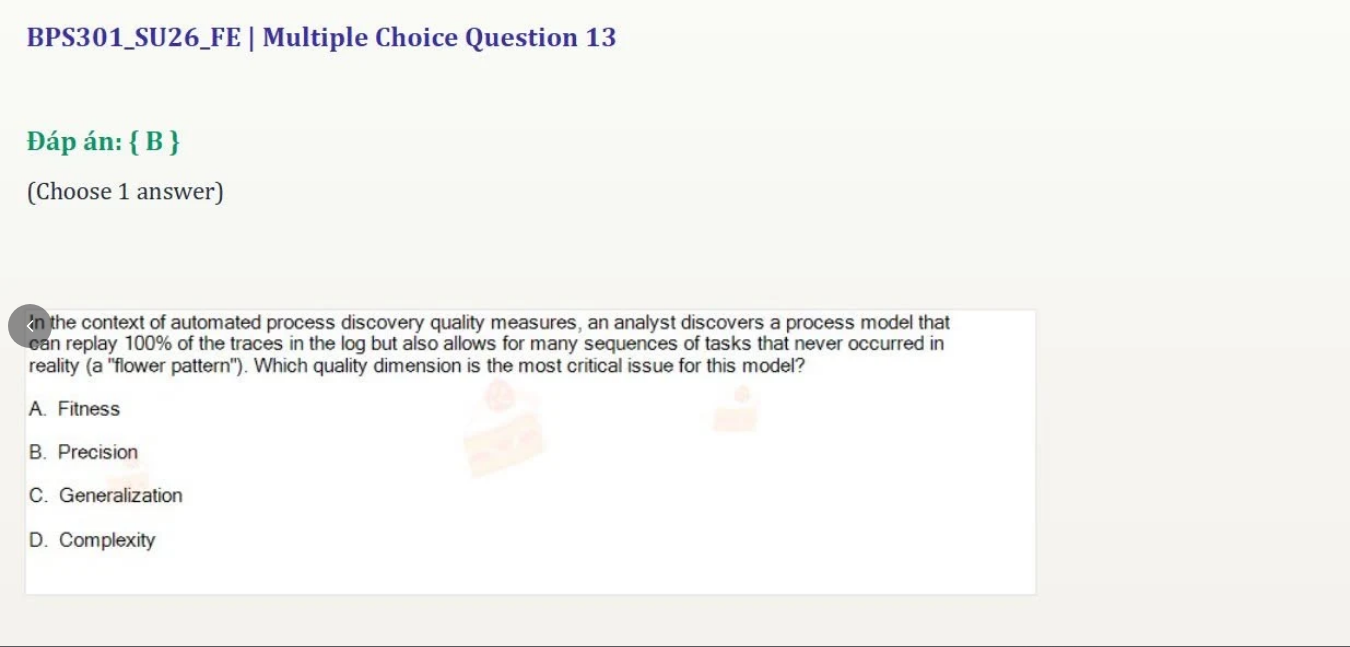 BPS301_SU26_FE | Multiple Choice Question 13
Đáp án: { B }
(Choose 1 answer)
In the context of automated process discovery quality measures, an analyst discovers a process model that
can replay 100% of the traces in the log but also allows for many sequences of tasks that never occurred in
reality (a "flower pattern"). Which quality dimension is the most critical issue for this model?
A. Fitness
B. Precision
C. Generalization
D. Complexity